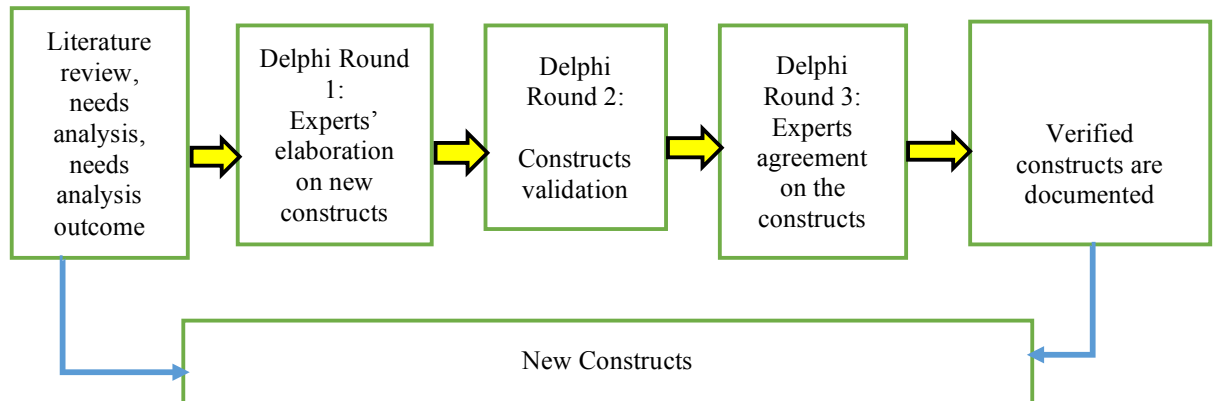 Literature
review,
needs
analysis,
needs
analysis
outcome
Delphi Round
1:
Experts’
elaboration
on new
constructs
Delphi
Round 2:
Constructs
validation
Delphi
Round 3:
Experts
agreement
on the
constructs
Verified
constructs are
documented
New Constructs